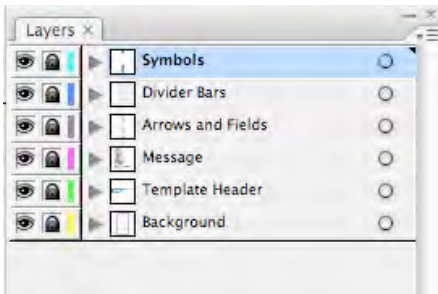 Layers
Symbols
Divider Bars
Arrows and Fields
Message
Template Header
Background